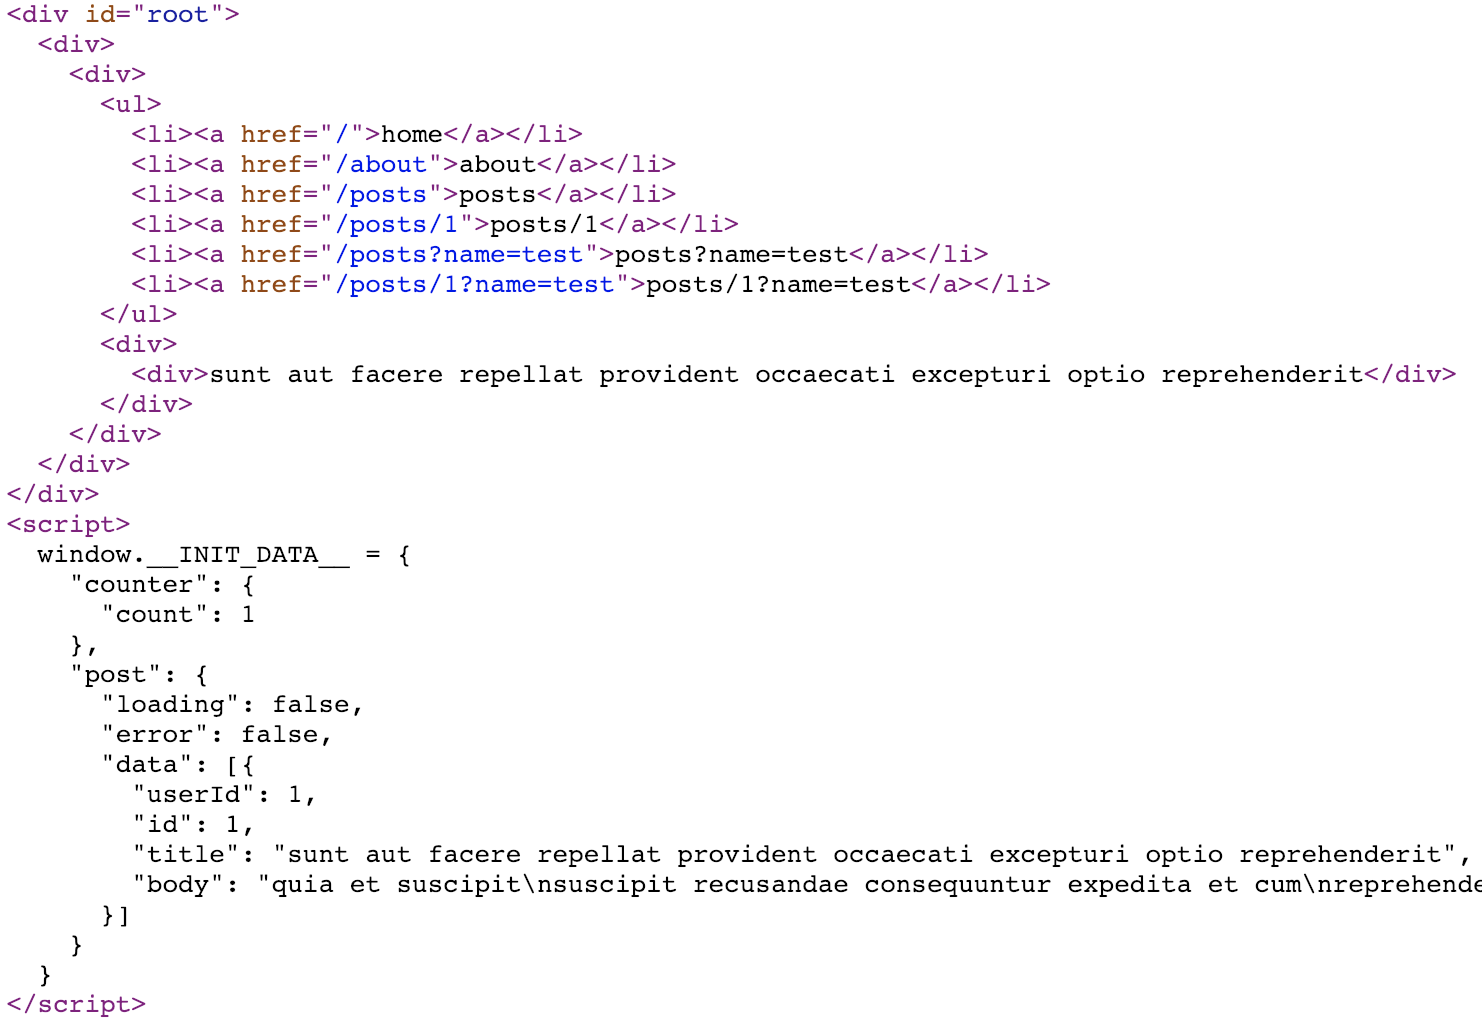 <div id="root">
  <div>
    <div>
      <ul>
        <li><a href="/">home</a></li>
        <li><a href="/about">about</a></li>
        <li><a href="/posts">posts</a></li>
        <li><a href="/posts/1">posts/1</a></li>
        <li><a href="/posts?name=test">posts?name=test</a></li>
        <li><a href="/posts/1?name=test">posts/1?name=test</a></li>
      </ul>
      <div>
        <div>sunt aut facere repellat provident occaecati excepturi optio reprehenderit</div>
      </div>
    </div>
  </div>
</div>
<script>
  window.__INIT_DATA__ = {
    "counter": {
      "count": 1
    },
    "post": {
      "loading": false,
      "error": false,
      "data": [{
        "userId": 1,
        "id": 1,
        "title": "sunt aut facere repellat provident occaecati excepturi optio reprehenderit",
        "body": "quia et suscipit\nsuscipit recusandae consequuntur expedita et cum\nreprehende
      }]
    }
  }
</script>